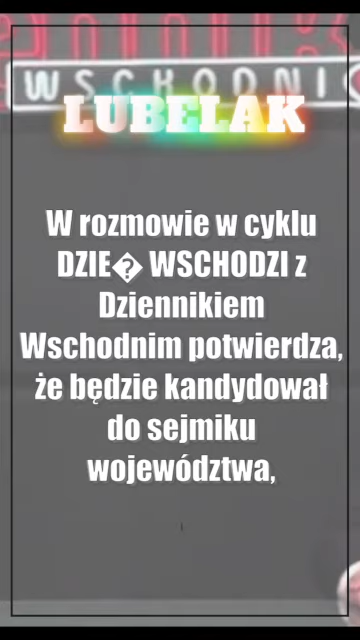 WSCHODNI
LUBELAK
W rozmowie w cyklu
DZIE� WSCHODZI z
Dziennikiem
Wschodnim potwierdza,
że będzie kandydował
do sejmiku
województwa,